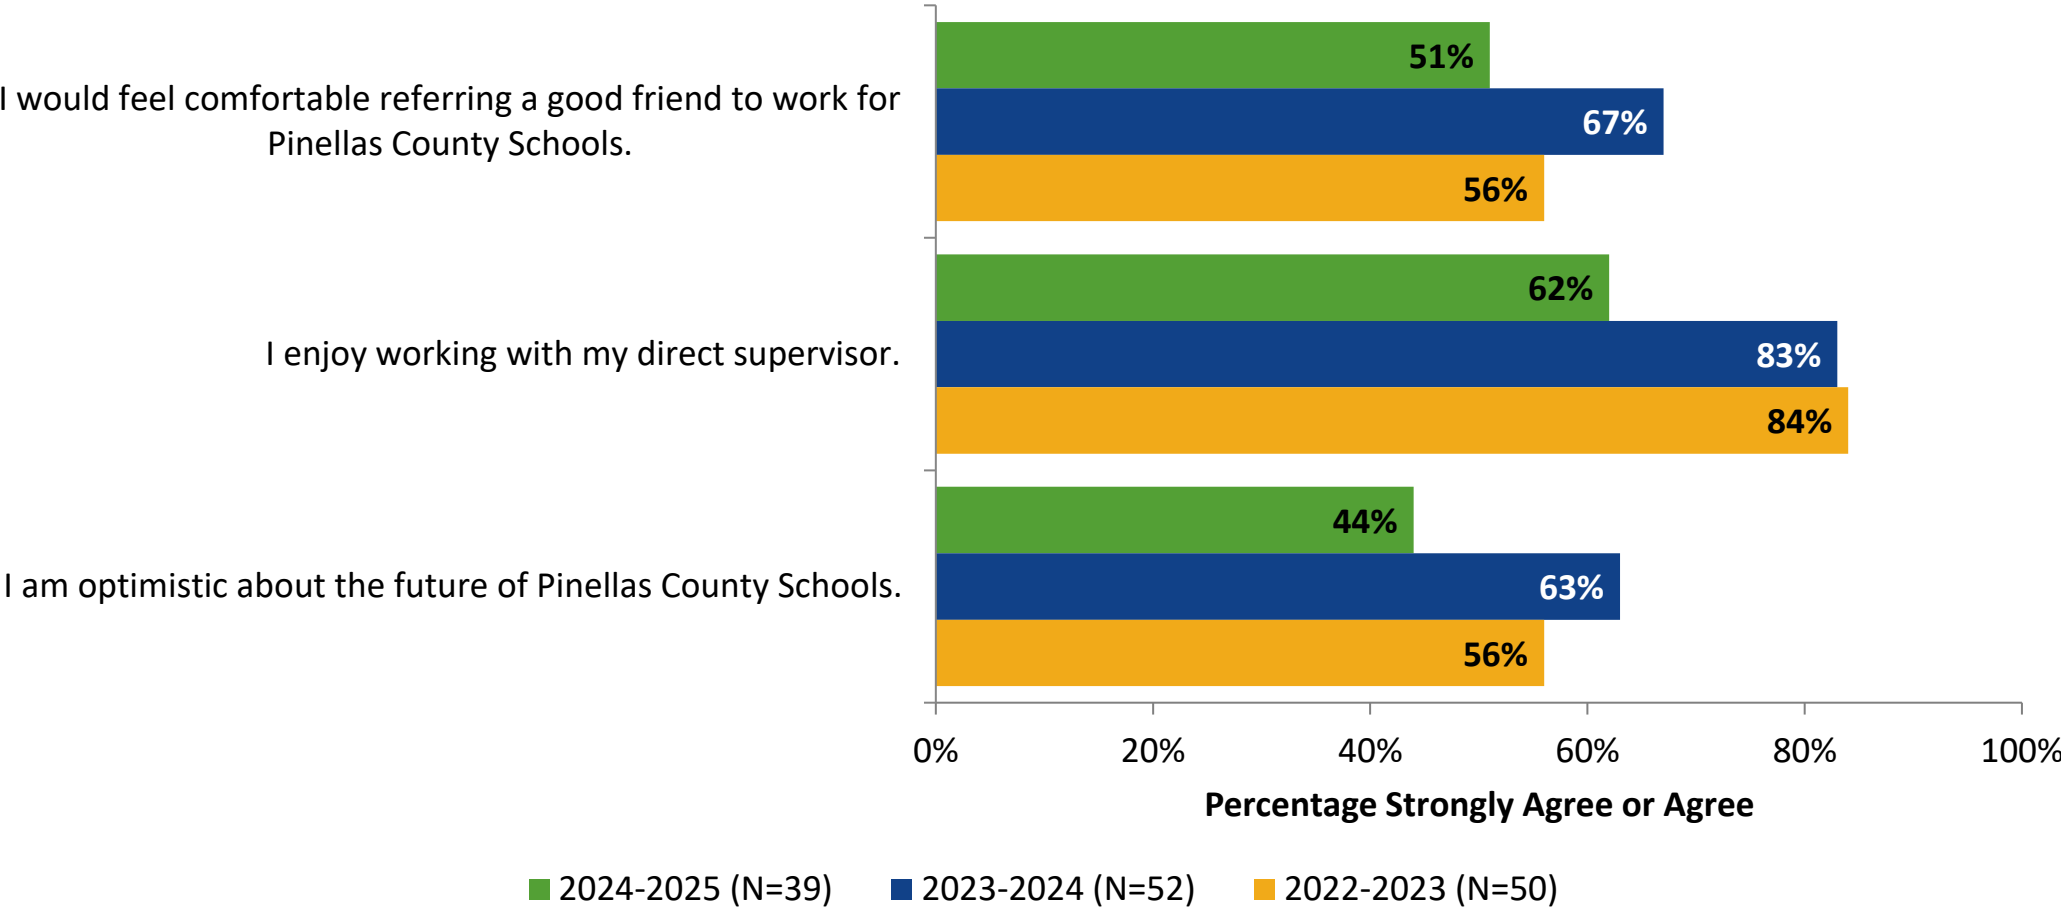 51%
I would feel comfortable referring a good friend to work for
Pinellas County Schools.
67%
56%
62%
I enjoy working with my direct supervisor.
83%
84%
44%
I am optimistic about the future of Pinellas County Schools.
63%
56%
0% 20% 40% 60% 80% 100%
Percentage Strongly Agree or Agree
2024-2025 (N=39) 2023-2024 (N=52) 2022-2023 (N=50)